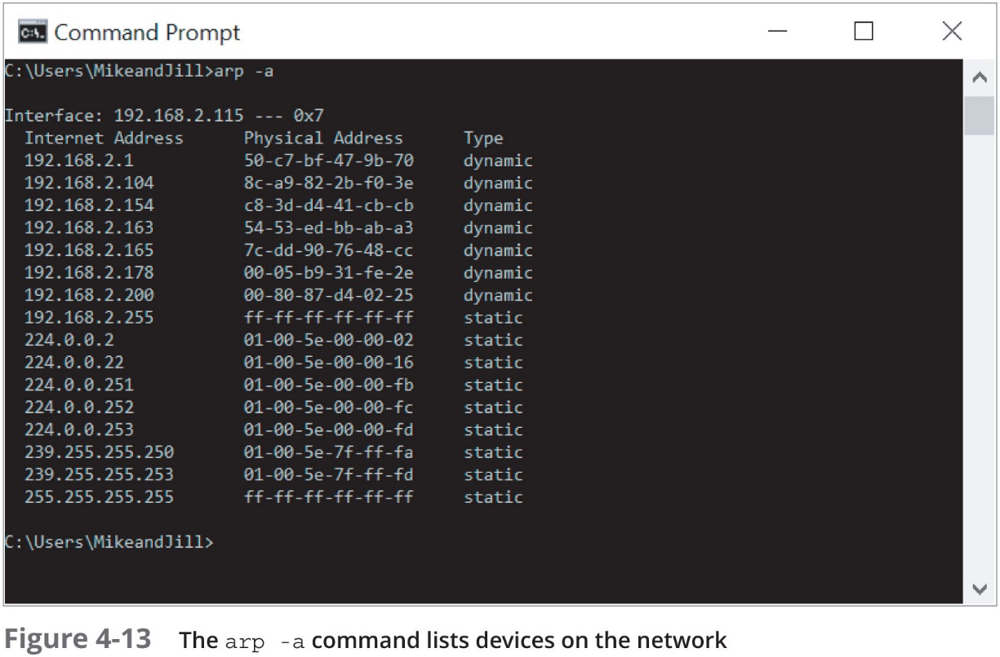 Command Prompt
C:\Users\MikeandJill>arp -a
Interface: 192.168.2.115 --- 0x7
Internet Address Physical Address Type
192.168.2.1 50-c7-bf-47-9b-70 dynamic
192.168.2.104 8c-a9-82-2b-f0-3e dynamic
192.168.2.154 c8-3d-d4-41-cb-cb dynamic
192.168.2.163 54-53-ed-bb-ab-a3 dynamic
192.168.2.165 7c-dd-90-76-48-cc dynamic
192.168.2.178 00-05-b9-31-fe-2e dynamic
192.168.2.200 00-80-87-d4-02-25 dynamic
192.168.2.255 ff-ff-ff-ff-ff-ff static
224.0.0.2 01-00-5e-00-00-02 static
224.0.0.22 01-00-5e-00-00-16 static
224.0.0.251 01-00-5e-00-00-fb static
224.0.0.252 01-00-5e-00-00-fc static
224.0.0.253 01-00-5e-00-00-fd static
239.255.255.250 01-00-5e-7f-ff-fa static
239.255.255.253 01-00-5e-7f-ff-fd static
255.255.255.255 ff-ff-ff-ff-ff-ff static
C:\Users\MikeandJill>
Figure 4-13 The arp -a command lists devices on the network